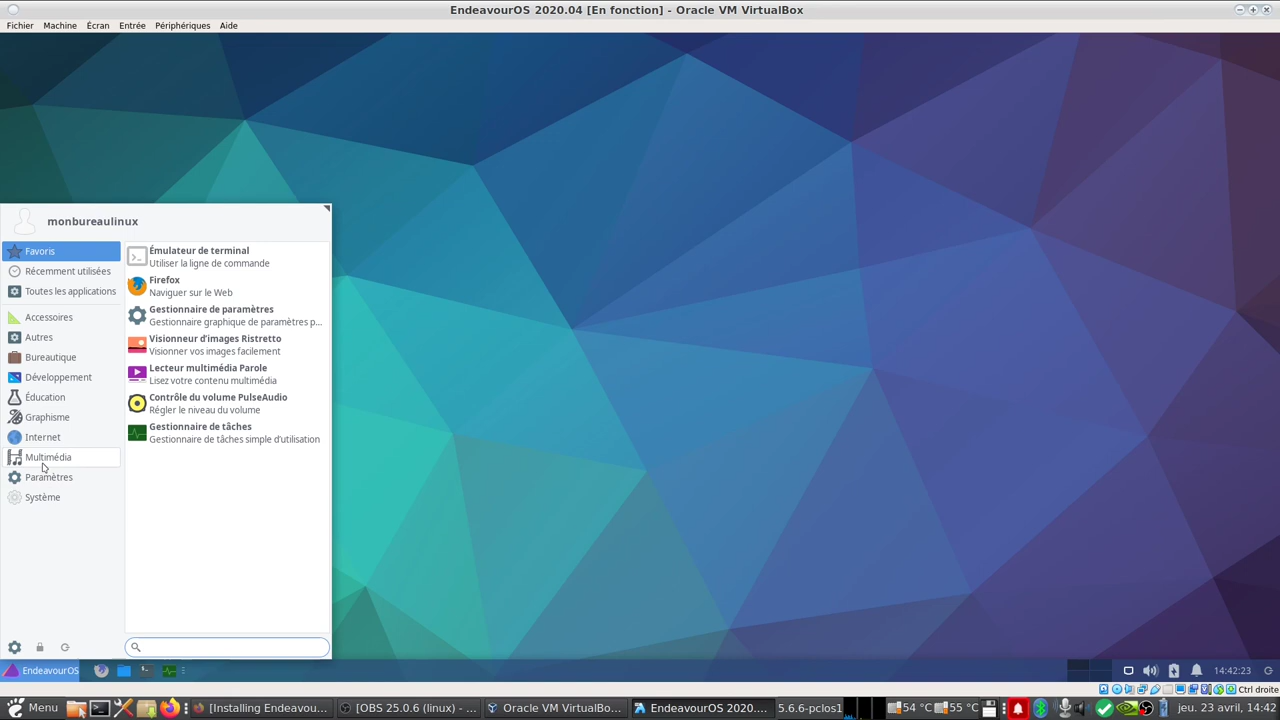 EndeavourOS 2020.04 [En fonction] - Oracle VM VirtualBox
Fichier Machine Écran Entrée Périphériques Aide
monbureaulinux
Favoris
Récemment utilisées
Toutes les applications
Accessoires
Autres
Bureautique
Développement
Éducation
Graphisme
Internet
Multimédia
Paramètres
Système
Émulateur de terminal
Utiliser la ligne de commande
Firefox
Naviguer sur le Web
Gestionnaire de paramètres
Gestionnaire graphique de paramètres p...
Visionneur d'images Ristretto
Visionner vos images facilement
Lecteur multimédia Parole
Lisez votre contenu multimédia
Contrôle du volume PulseAudio
Régler le niveau du volume
Gestionnaire de tâches
Gestionnaire de tâches simple d'utilisation
EndeavourOS 14:42:23
Ctrl droite
Menu [Installing Endeavou... [OBS 25.0.6 (linux) - ... Oracle VM VirtualBo... EndeavourOS 2020.... 5.6.6-pclos1 54 °C 55 °C jeu. 23 avril, 14:42